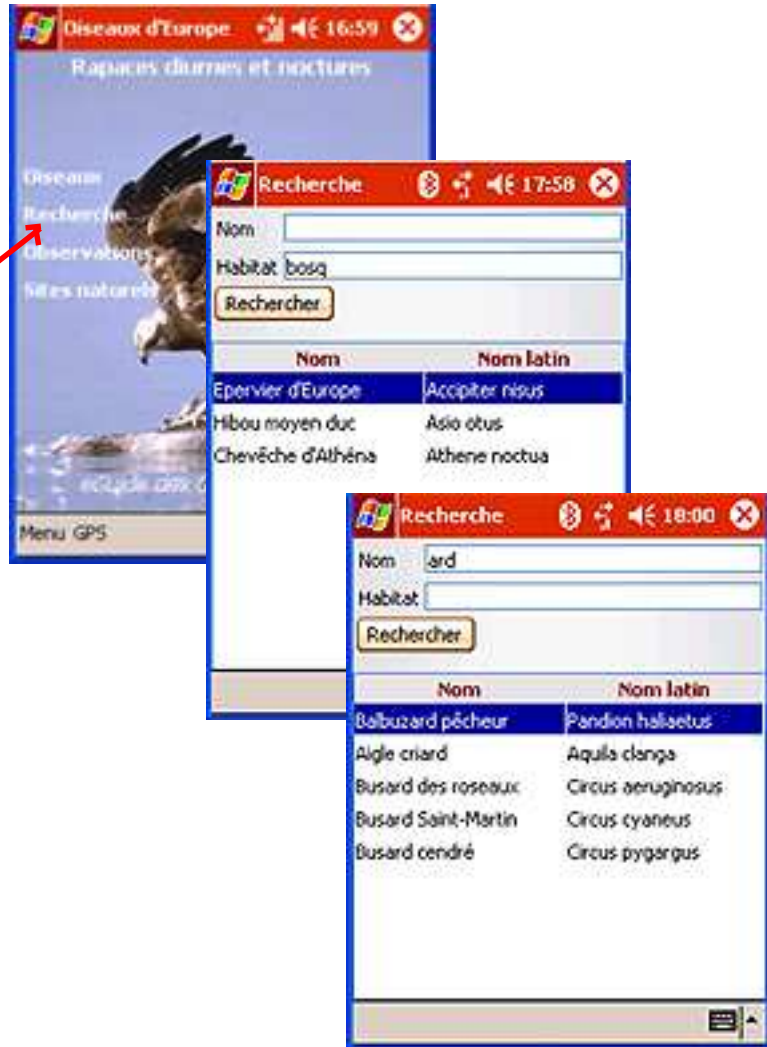 Oiseaux d'Europe 16:59
Rapaces diurnes et noctures
Oiseaux
Recherche
Observations
Sites naturels
Menu GPS
Recherche 17:58
Nom
Habitat bosq
Rechercher
Nom Nom latin
Epervier d'Europe Accipiter nisus
Hibou moyen duc Asio otus
Chevêche d'Athéna Athene noctua
Recherche 18:00
Nom ard
Habitat
Rechercher
Nom Nom latin
Balbuzard pêcheur Pandion haliaetus
Aigle criard Aquila clanga
Busard des roseaux Circus aeruginosus
Busard Saint-Martin Circus cyaneus
Busard cendré Circus pygargus